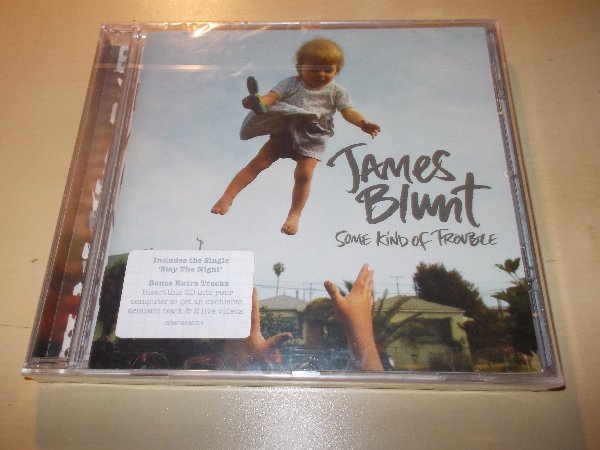 James
Blunt
Some Kind of Trouble
Includes the Single
'Stay The Night'
Bonus Extra Tracks
Insert this CD into your
computer to get an exclusive
acoustic track & 2 live videos